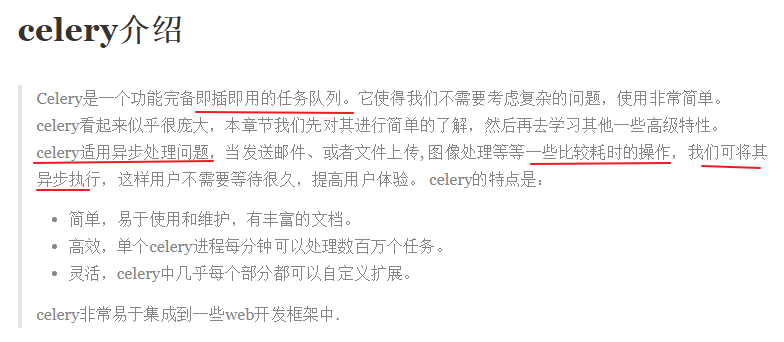 celery介绍
Celery是一个功能完备即插即用的任务队列。它使得我们不需要考虑复杂的问题，使用非常简单。
celery看起来似乎很庞大，本章节我们先对其进行简单的了解，然后再去学习其他一些高级特性。
celery适用异步处理问题，当发送邮件、或者文件上传,图像处理等等一些比较耗时的操作，我们可将其
异步执行，这样用户不需要等待很久，提高用户体验。 celery的特点是：
• 简单，易于使用和维护，有丰富的文档。
• 高效，单个celery进程每分钟可以处理数百万个任务。
• 灵活，celery中几乎每个部分都可以自定义扩展。
celery非常易于集成到一些web开发框架中.